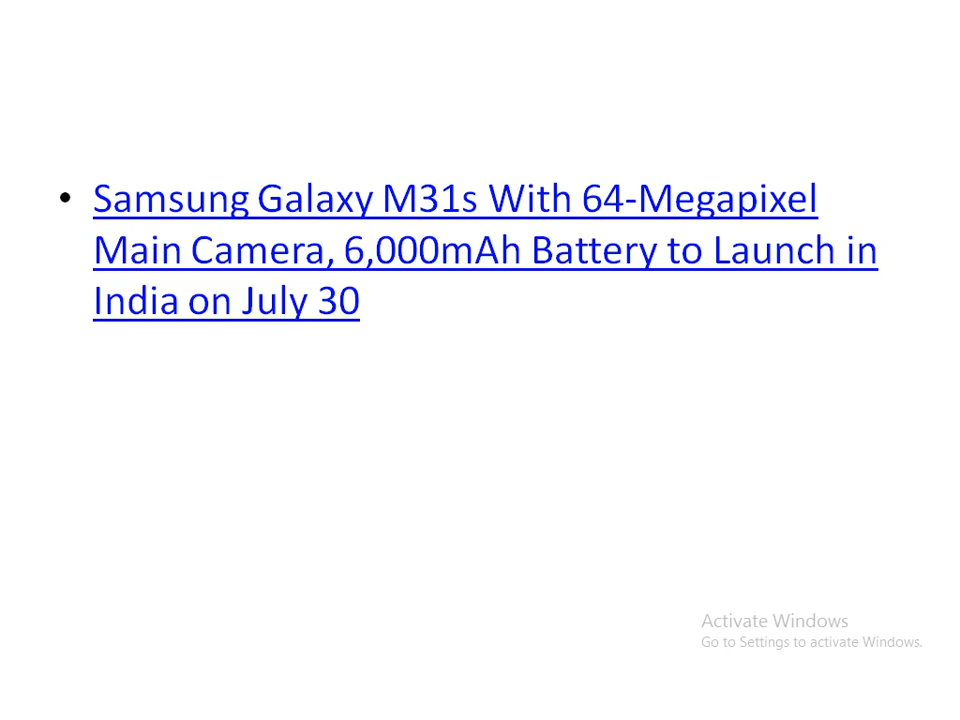 • Samsung Galaxy M31s With 64-Megapixel
Main Camera, 6,000mAh Battery to Launch in
India on July 30
Activate Windows
Go to Settings to activate Windows.